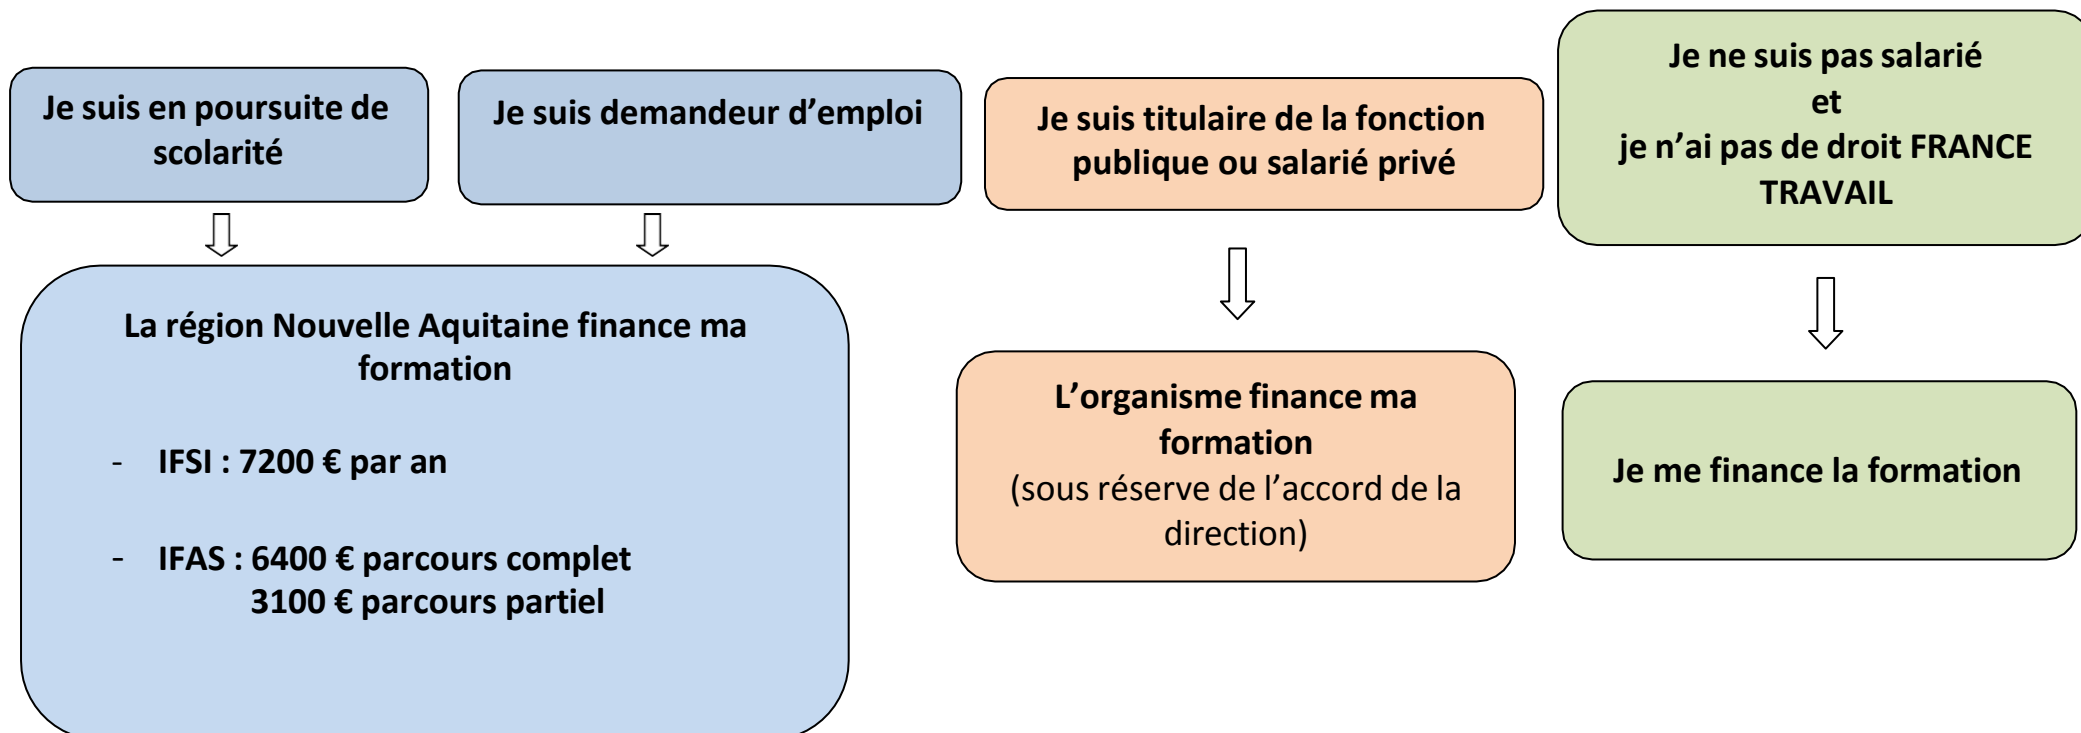 Je suis en poursuite de
scolarité
Je suis demandeur d’emploi
Je suis titulaire de la fonction
publique ou salarié privé
Je ne suis pas salarié
et
je n’ai pas de droit FRANCE
TRAVAIL
La région Nouvelle Aquitaine finance ma
formation
- IFSI : 7200 € par an
- IFAS : 6400 € parcours complet
3100 € parcours partiel
L’organisme finance ma
formation
(sous réserve de l’accord de la
direction)
Je me finance la formation